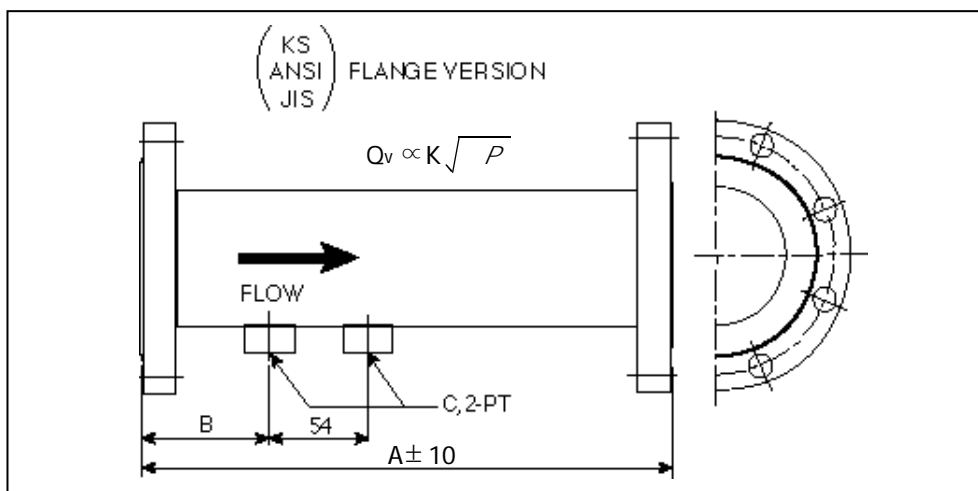 KS
ANSI FLANGE VERSION
JIS
Qv ∝ K √ P
FLOW
C,2-PT
B
54
A± 10